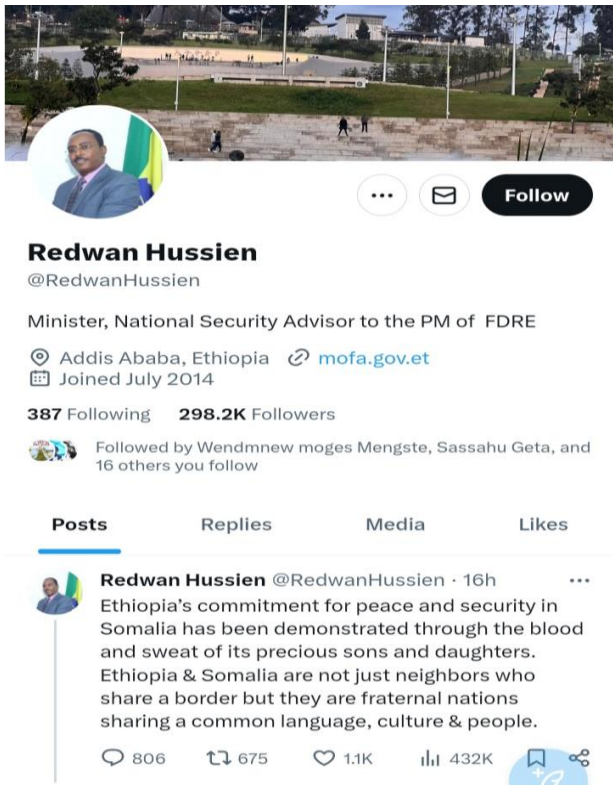 Follow
Redwan Hussien
@RedwanHussien
Minister, National Security Advisor to the PM of FDRE
Addis Ababa, Ethiopia mofa.gov.et
Joined July 2014
387 Following 298.2K Followers
Followed by Wendmnew moges Mengste, Sassahu Geta, and
16 others you follow
Posts Replies Media Likes
Redwan Hussien @RedwanHussien · 16h
Ethiopia's commitment for peace and security in
Somalia has been demonstrated through the blood
and sweat of its precious sons and daughters.
Ethiopia & Somalia are not just neighbors who
share a border but they are fraternal nations
sharing a common language, culture & people.
806 675 1.1K 432K